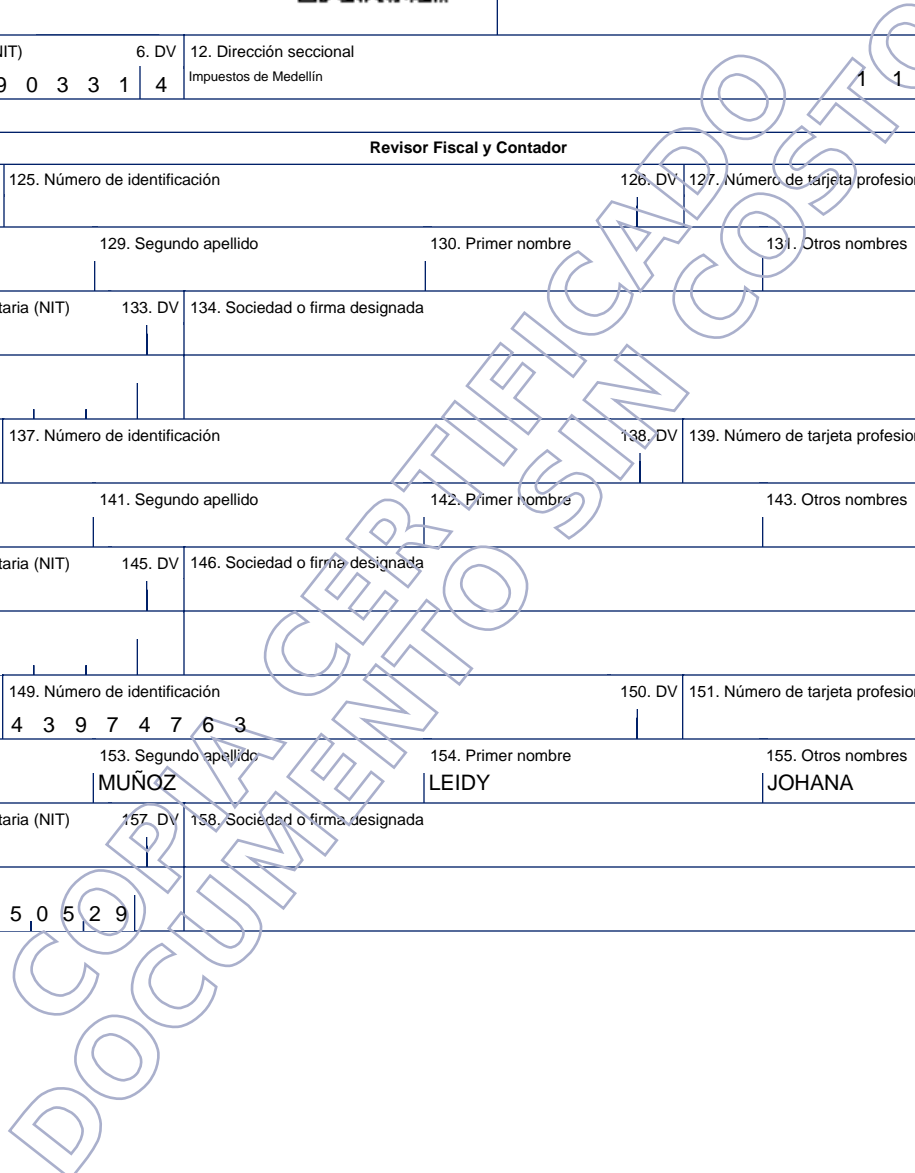 IT) 6. DV 12. Dirección seccional
0 3 3 1 4 Impuestos de Medellín 1 1
Revisor Fiscal y Contador
125. Número de identificación 126. DV 127. Número de tarjeta profesio
129. Segundo apellido 130. Primer nombre 131. Otros nombres
taria (NIT) 133. DV 134. Sociedad o firma designada
137. Número de identificación 138. DV 139. Número de tarjeta profesio
141. Segundo apellido 142. Primer nombre 143. Otros nombres
taria (NIT) 145. DV 146. Sociedad o firma designada
149. Número de identificación 150. DV 151. Número de tarjeta profesio
4 3 9 7 4 7 6 3
153. Segundo apellido 154. Primer nombre 155. Otros nombres
MUÑOZ LEIDY JOHANA
taria (NIT) 157. DV 158. Sociedad o firma designada
5 0 5 2 9
COPIA CERTIFICADO
DOCUMENTO SIN COSTO